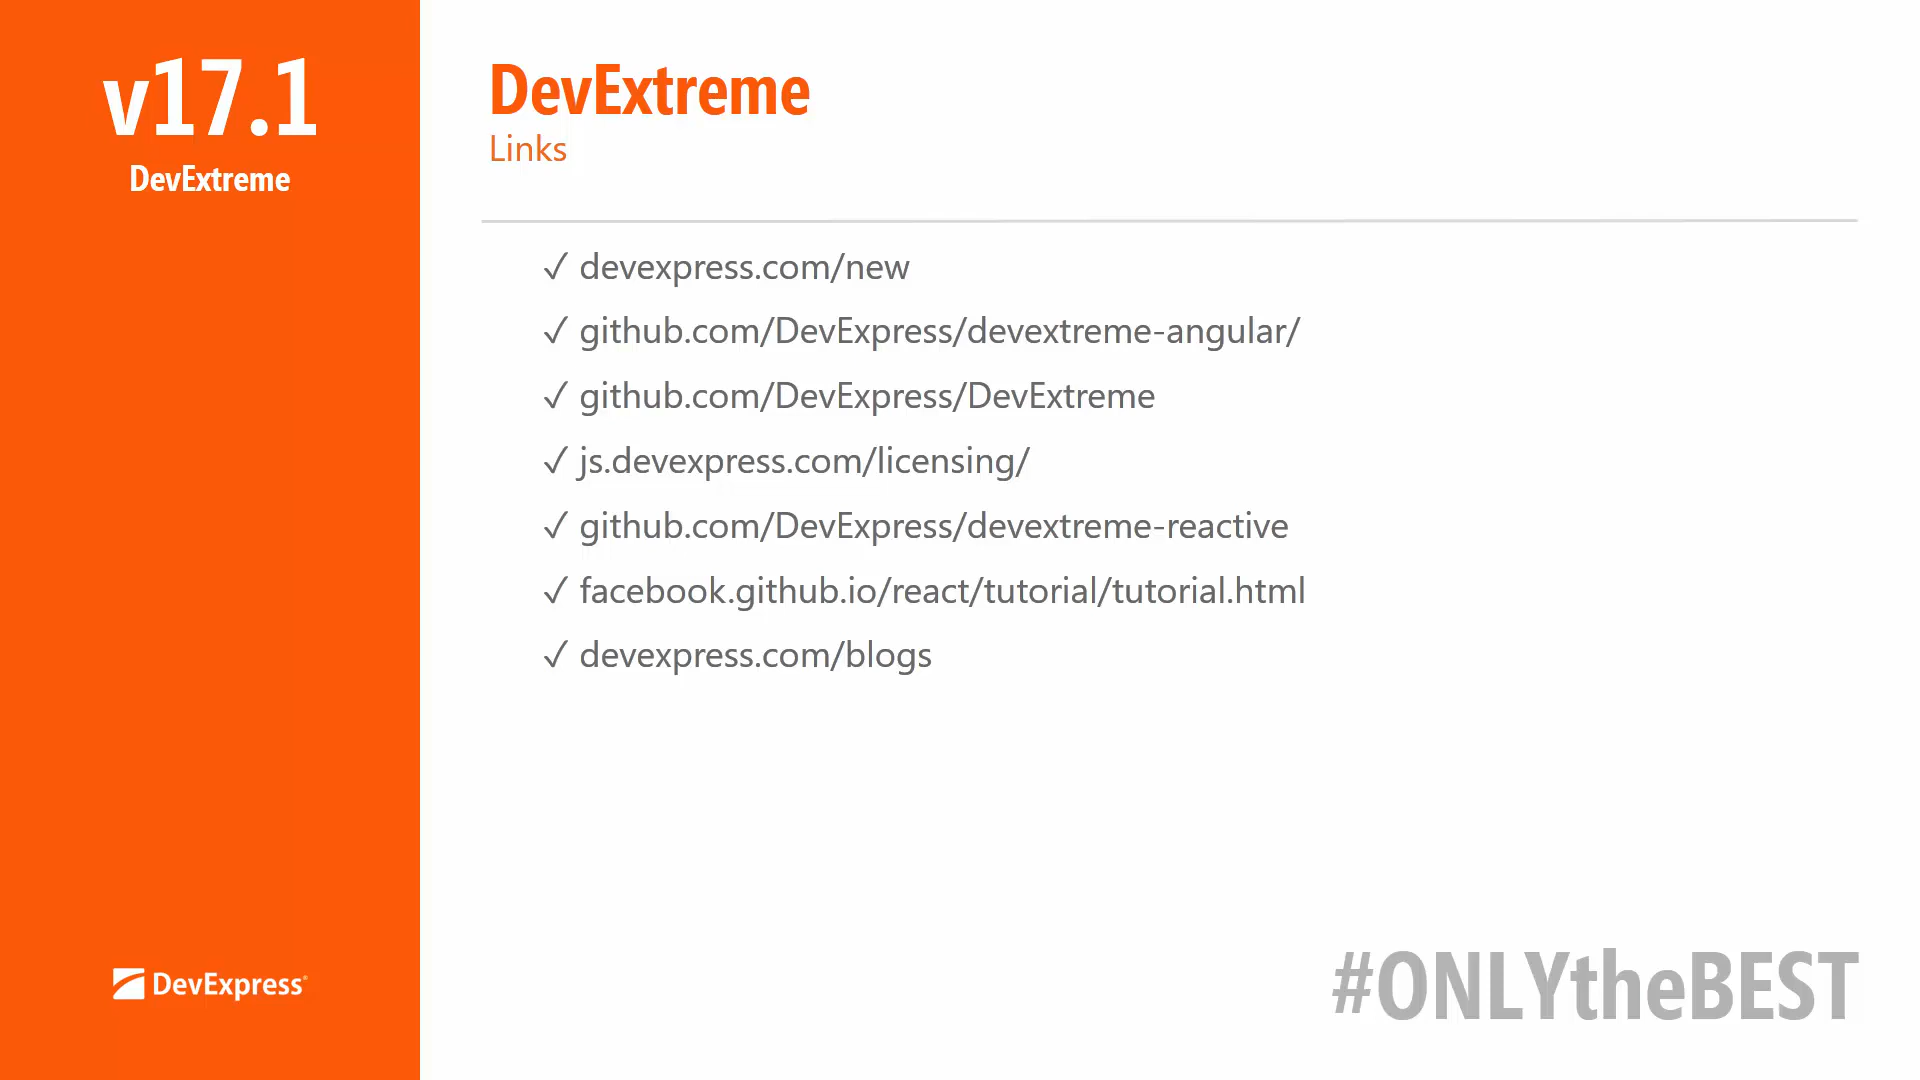 v17.1
DevExtreme
DevExtreme
Links
✓ devexpress.com/new
✓ github.com/DevExpress/devextreme-angular/
✓ github.com/DevExpress/DevExtreme
✓ js.devexpress.com/licensing/
✓ github.com/DevExpress/devextreme-reactive
✓ facebook.github.io/react/tutorial/tutorial.html
✓ devexpress.com/blogs
DevExpress®
#ONLYtheBEST